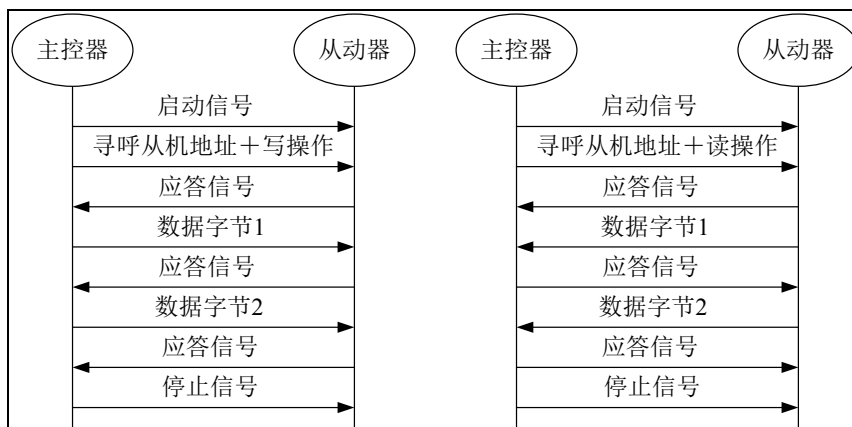 主控器
从动器
启动信号
寻呼从机地址＋写操作
应答信号
数据字节1
应答信号
数据字节2
应答信号
停止信号
主控器
从动器
启动信号
寻呼从机地址＋读操作
应答信号
数据字节1
应答信号
数据字节2
应答信号
停止信号